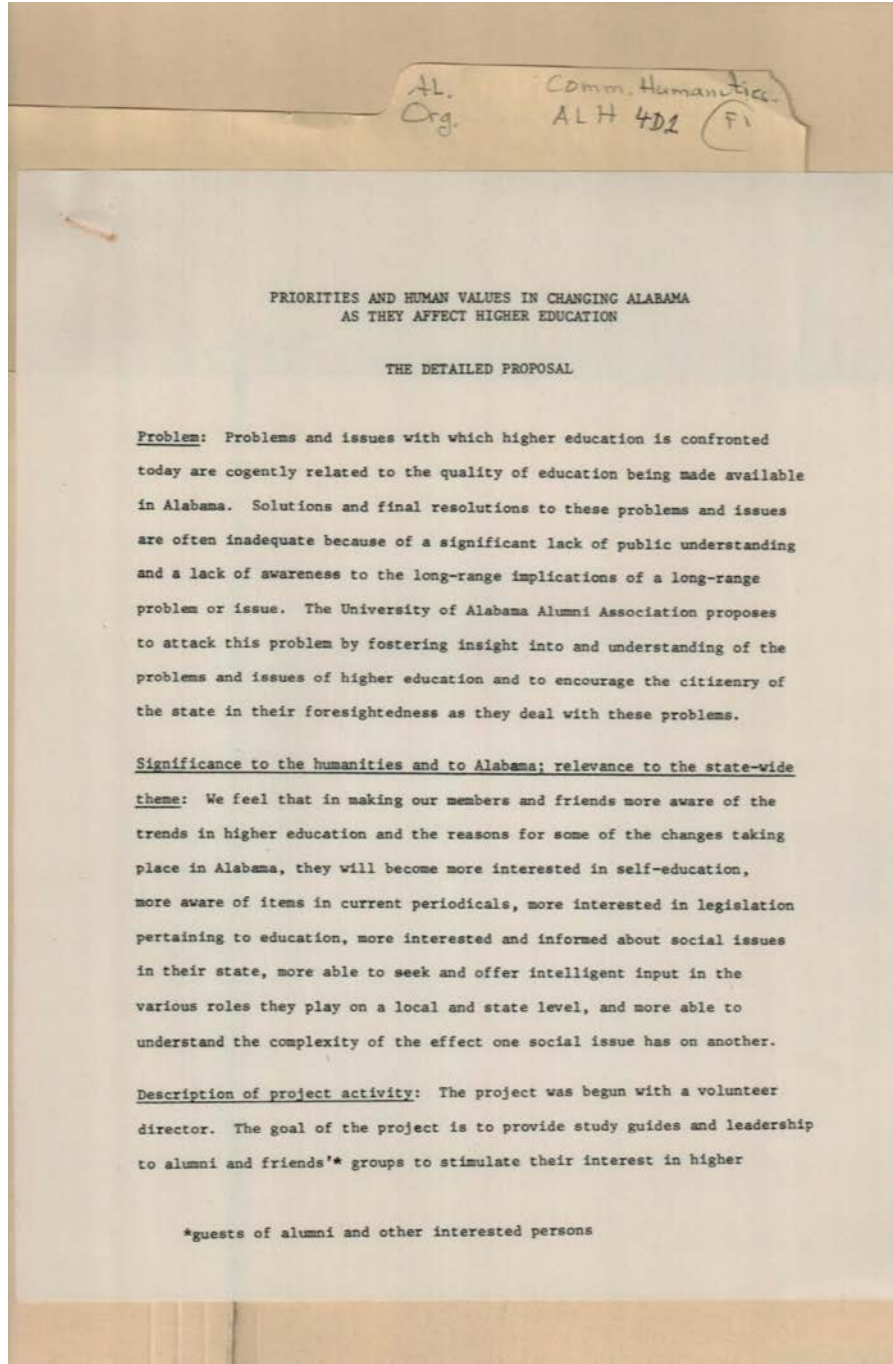 AL. Comm. Humanities.
Org. ALH 4D1 F1
PRIORITIES AND HUMAN VALUES IN CHANGING ALABAMA
AS THEY AFFECT HIGHER EDUCATION
THE DETAILED PROPOSAL
Problem: Problems and issues with which higher education is confronted
today are cogently related to the quality of education being made available
in Alabama. Solutions and final resolutions to these problems and issues
are often inadequate because of a significant lack of public understanding
and a lack of awareness to the long-range implications of a long-range
problem or issue. The University of Alabama Alumni Association proposes
to attack this problem by fostering insight into and understanding of the
problems and issues of higher education and to encourage the citizenry of
the state in their foresightedness as they deal with these problems.
Significance to the humanities and to Alabama; relevance to the state-wide
theme: We feel that in making our members and friends more aware of the
trends in higher education and the reasons for some of the changes taking
place in Alabama, they will become more interested in self-education,
more aware of items in current periodicals, more interested in legislation
pertaining to education, more interested and informed about social issues
in their state, more able to seek and offer intelligent input in the
various roles they play on a local and state level, and more able to
understand the complexity of the effect one social issue has on another.
Description of project activity: The project was begun with a volunteer
director. The goal of the project is to provide study guides and leadership
to alumni and friends'* groups to stimulate their interest in higher
*guests of alumni and other interested persons